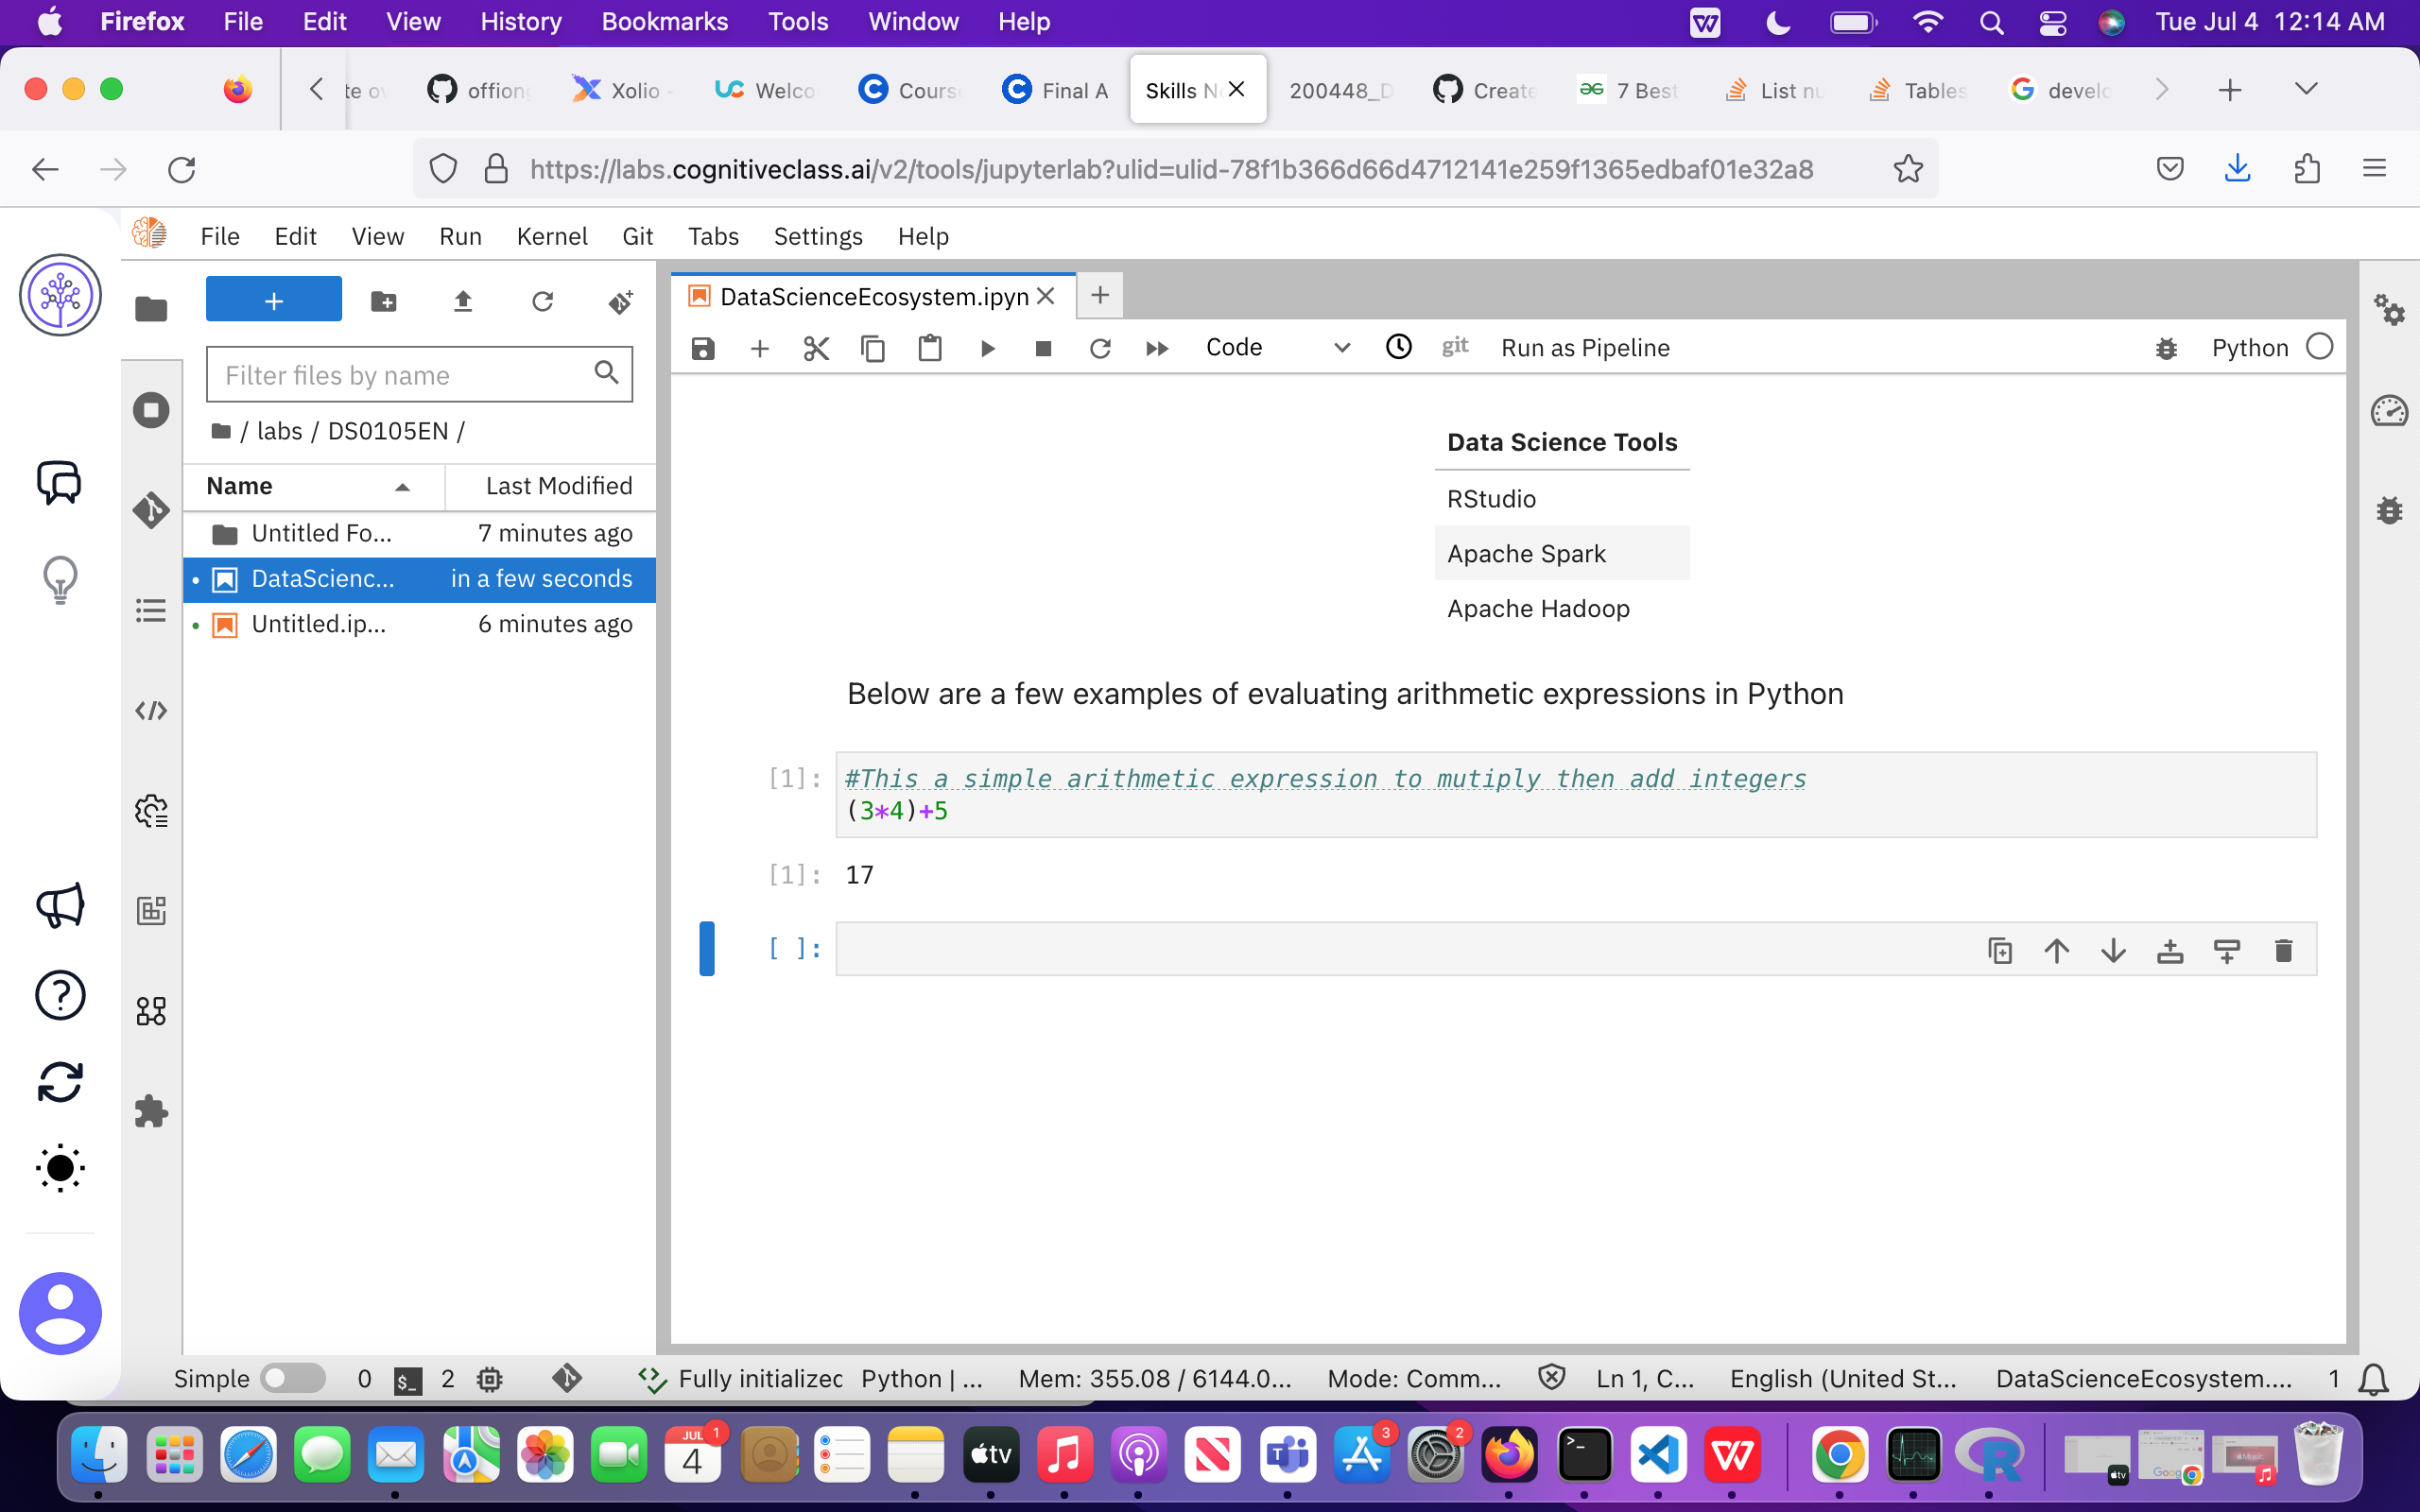 Firefox File Edit View History Bookmarks Tools Window Help Tue Jul 4 12:14 AM
te ov offiong Xolio - Welco Course Final A Skills Ne 200448_D Create 7 Best List nu Tables develo
https://labs.cognitiveclass.ai/v2/tools/jupyterlab?ulid=ulid-78f1b366d66d4712141e259f1365edbaf01e32a8
File Edit View Run Kernel Git Tabs Settings Help
DataScienceEcosystem.ipyn
Code git Run as Pipeline Python
Filter files by name
/ labs / DS0105EN /
Name Last Modified
Untitled Fo... 7 minutes ago
DataScienc... in a few seconds
Untitled.ip... 6 minutes ago
Data Science Tools
RStudio
Apache Spark
Apache Hadoop
Below are a few examples of evaluating arithmetic expressions in Python
[1]: #This a simple arithmetic expression to mutiply then add integers
(3*4)+5
[1]: 17
[ ]:
Simple 0 $_ 2 Fully initialized Python | ... Mem: 355.08 / 6144.0... Mode: Comm... Ln 1, C... English (United St... DataScienceEcosystem.... 1
JUL 4 1 tv 3 2